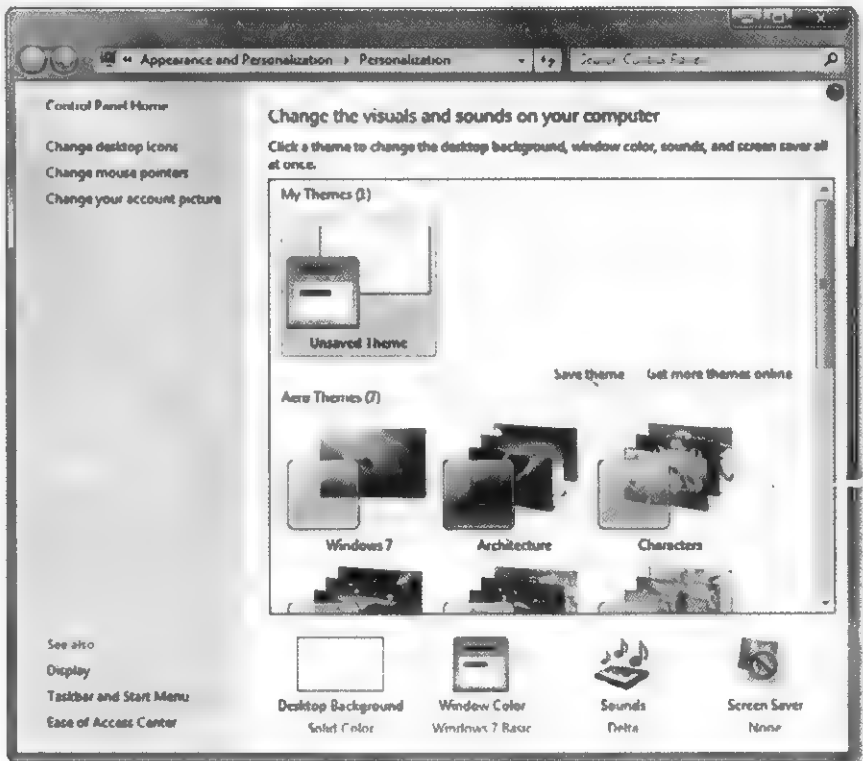 « Appearance and Personalization › Personalization
Search Control Panel
Control Panel Home
Change desktop icons
Change mouse pointers
Change your account picture
Change the visuals and sounds on your computer
Click a theme to change the desktop background, window color, sounds, and screen saver all
at once.
My Themes (1)
Unsaved Theme
Save theme Get more themes online
Aero Themes (7)
Windows 7 Architecture Characters
See also
Display
Taskbar and Start Menu
Ease of Access Center
Desktop Background
Solid Color
Window Color
Windows 7 Basic
Sounds
Delta
Screen Saver
None